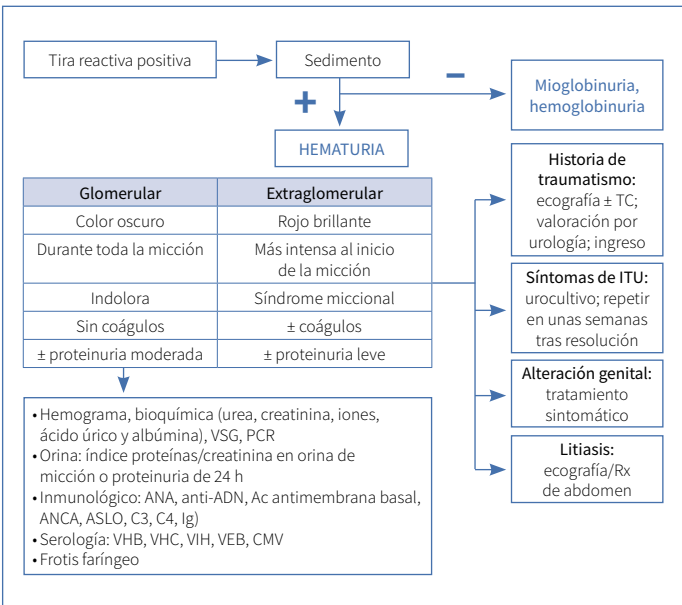 Tira reactiva positiva
Sedimento
+
−
Mioglobinuria,
hemoglobinuria
HEMATURIA
Glomerular
Extraglomerular
Color oscuro
Rojo brillante
Durante toda la micción
Más intensa al inicio
de la micción
Indolora
Síndrome miccional
Sin coágulos
± coágulos
± proteinuria moderada
± proteinuria leve
• Hemograma, bioquímica (urea, creatinina, iones,
ácido úrico y albúmina), VSG, PCR
• Orina: índice proteínas/creatinina en orina de
micción o proteinuria de 24 h
• Inmunológico: ANA, anti-ADN, Ac antimembrana basal,
ANCA, ASLO, C3, C4, Ig)
• Serología: VHB, VHC, VIH, VEB, CMV
• Frotis faríngeo
Historia de
traumatismo:
ecografía ± TC;
valoración por
urología; ingreso
Síntomas de ITU:
urocultivo; repetir
en unas semanas
tras resolución
Alteración genital:
tratamiento
sintomático
Litiasis:
ecografía/Rx
de abdomen